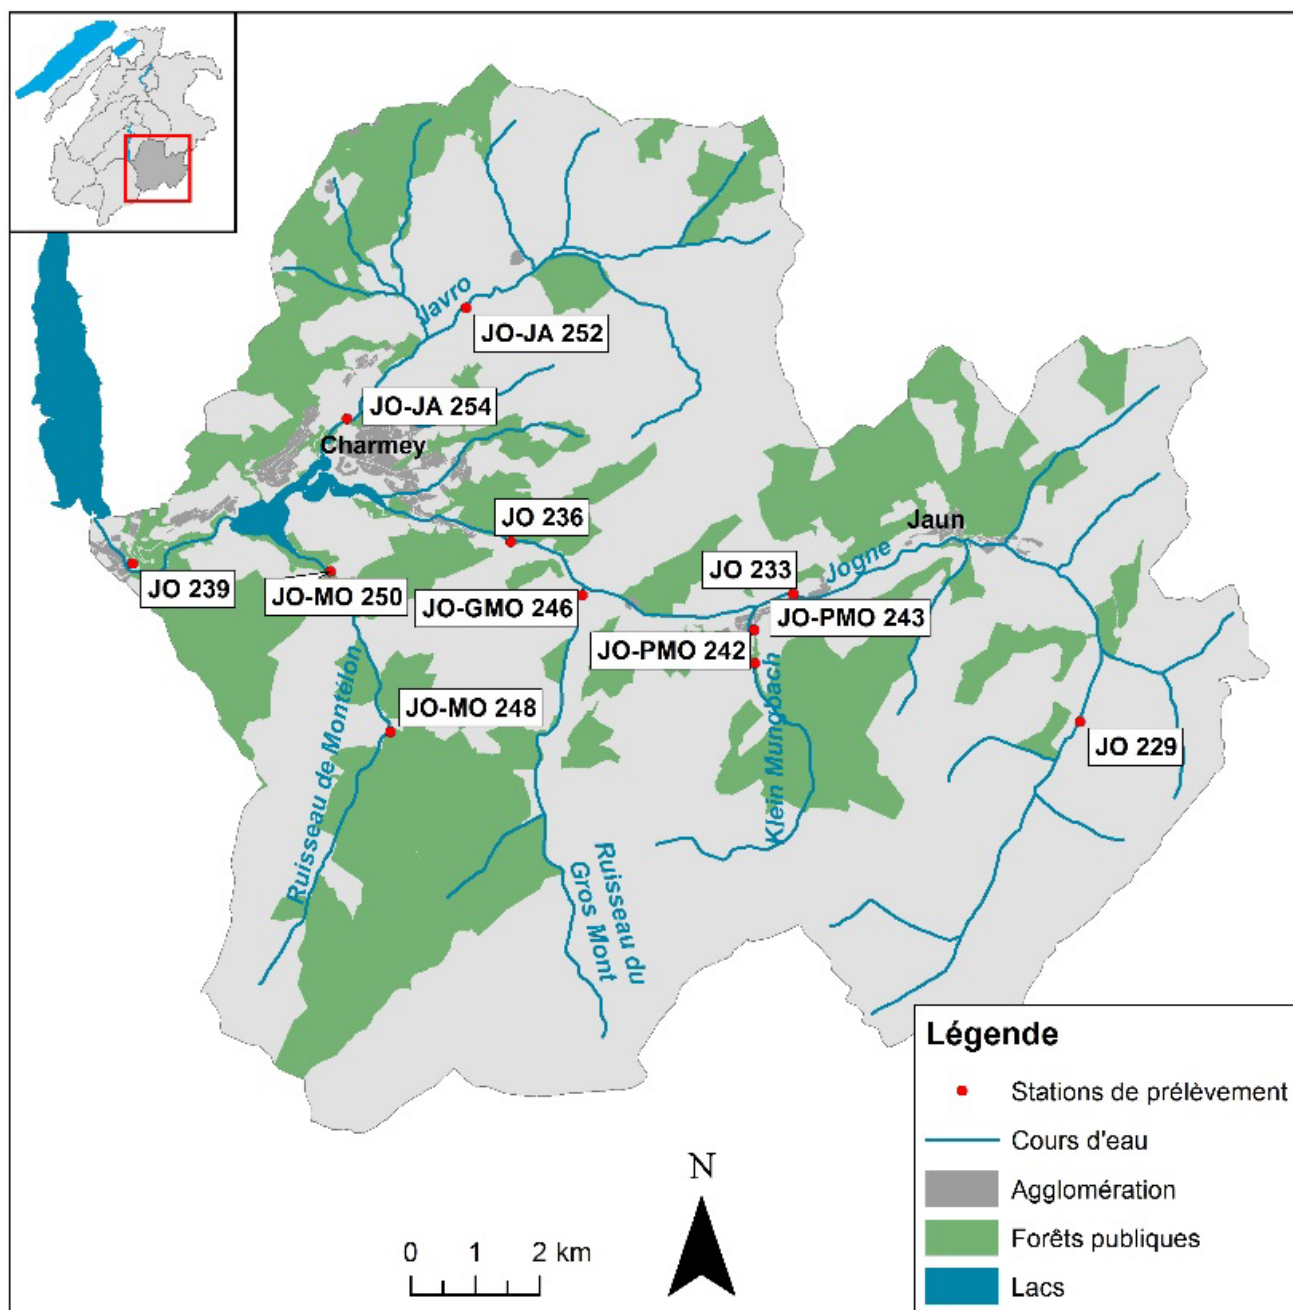 Javro
JO-JA 252
JO-JA 254
Charmey
JO 236
Jaun
JO 233
Jogne
JO 239
JO-MO 250
JO-GMO 246
JO-PMO 243
JO-PMO 242
Klein Mungbach
JO-MO 248
JO 229
Ruisseau de Montélon
Ruisseau du
Gros Mont
Légende
Stations de prélèvement
Cours d'eau
Agglomération
Forêts publiques
Lacs
N
0 1 2 km